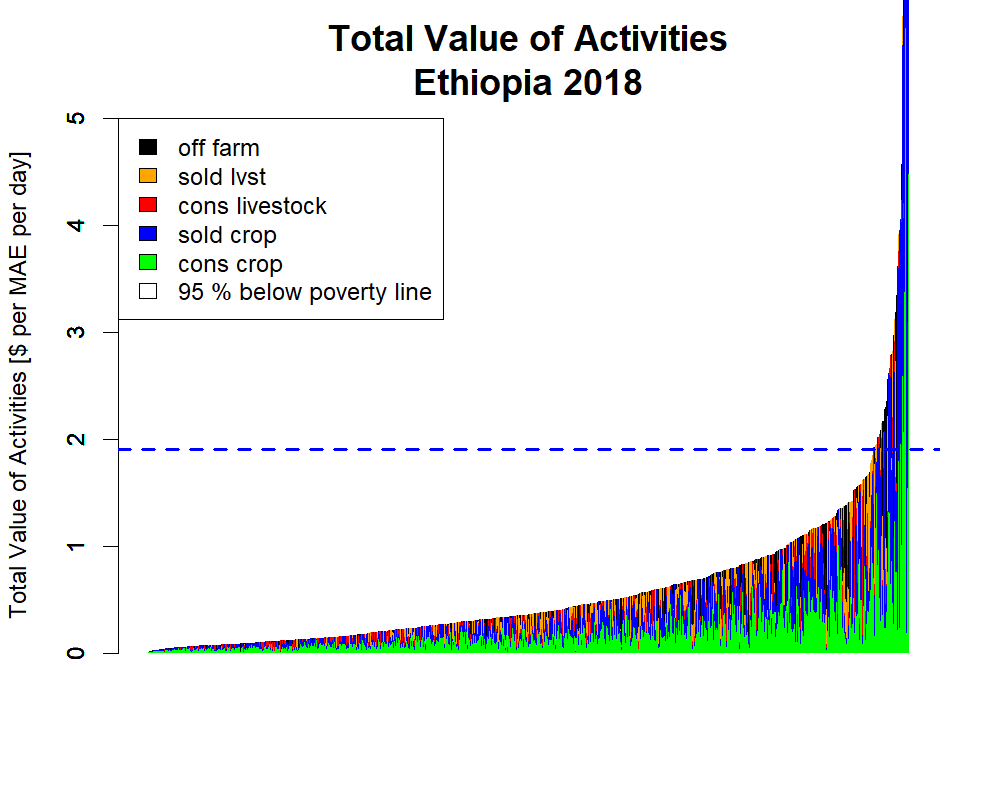 Total Value of Activities
Ethiopia 2018
Total Value of Activities [$ per MAE per day]
5
4
3
2
1
0
off farm
sold lvst
cons livestock
sold crop
cons crop
95 % below poverty line